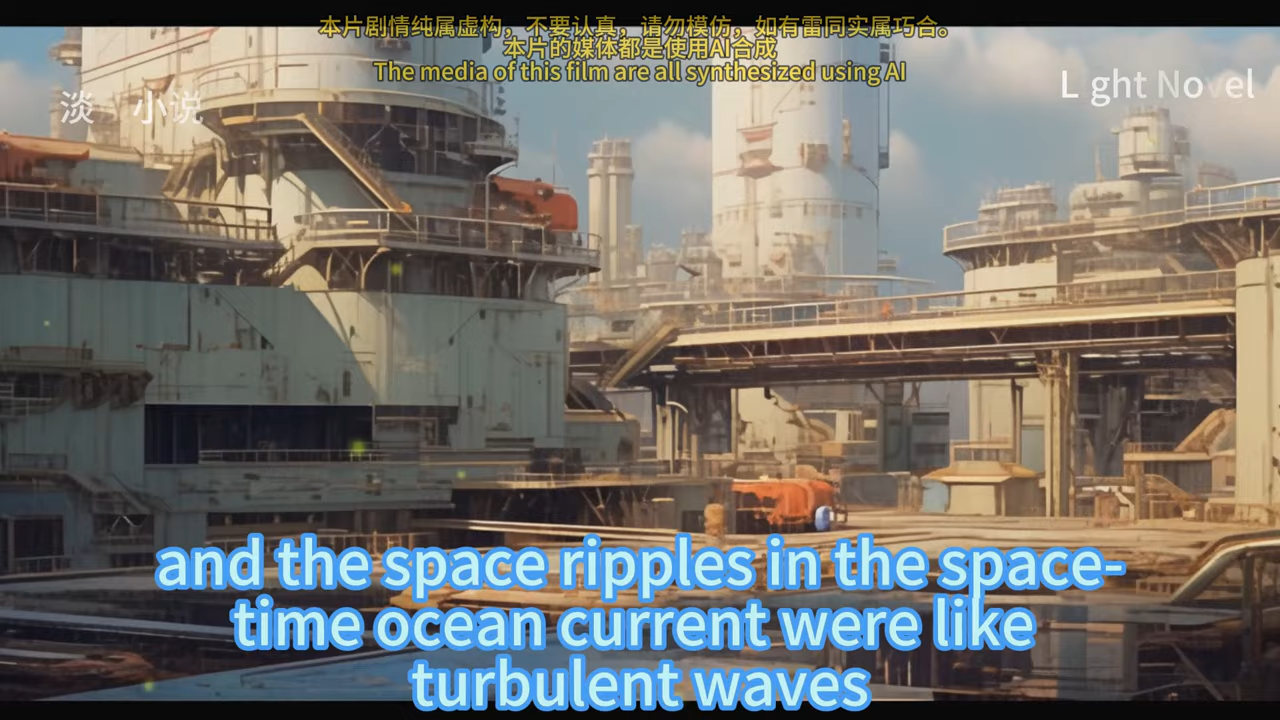 本片剧情纯属虚构，不要认真，请勿模仿，如有雷同实属巧合。
本片的媒体都是使用AI合成
The media of this film are all synthesized using AI
淡 小说
L ght Novel
and the space ripples in the space-
time ocean current were like
turbulent waves